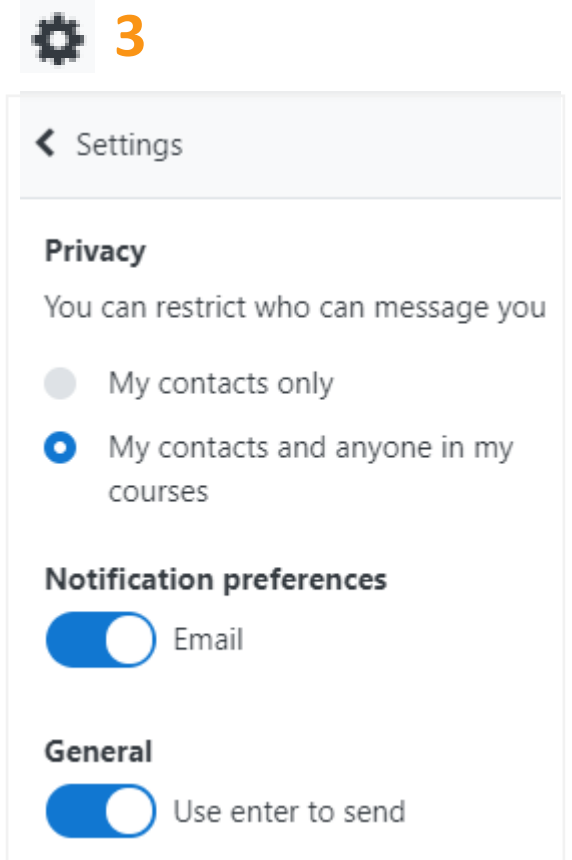 3
Settings
Privacy
You can restrict who can message you
My contacts only
My contacts and anyone in my
courses
Notification preferences
Email
General
Use enter to send